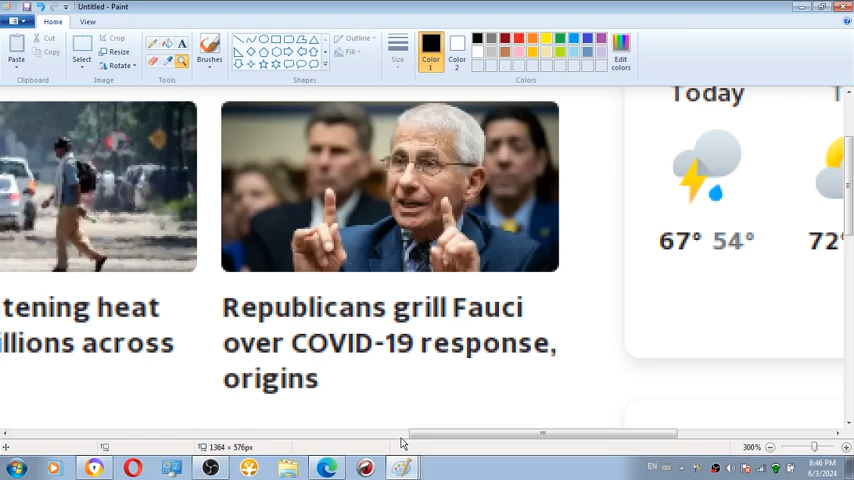 Untitled - Paint
Home
View
Paste
Cut
Copy
Clipboard
Select
Crop
Resize
Rotate
Image
A
Tools
Brushes
Shapes
Outline
Fill
Size
Color
1
Color
2
Edit
colors
Colors
tening heat
illions across
Republicans grill Fauci
over COVID-19 response,
origins
Today
T
67° 54°
72°
1364 × 576px
300%
EN
8:46 PM
6/3/2024